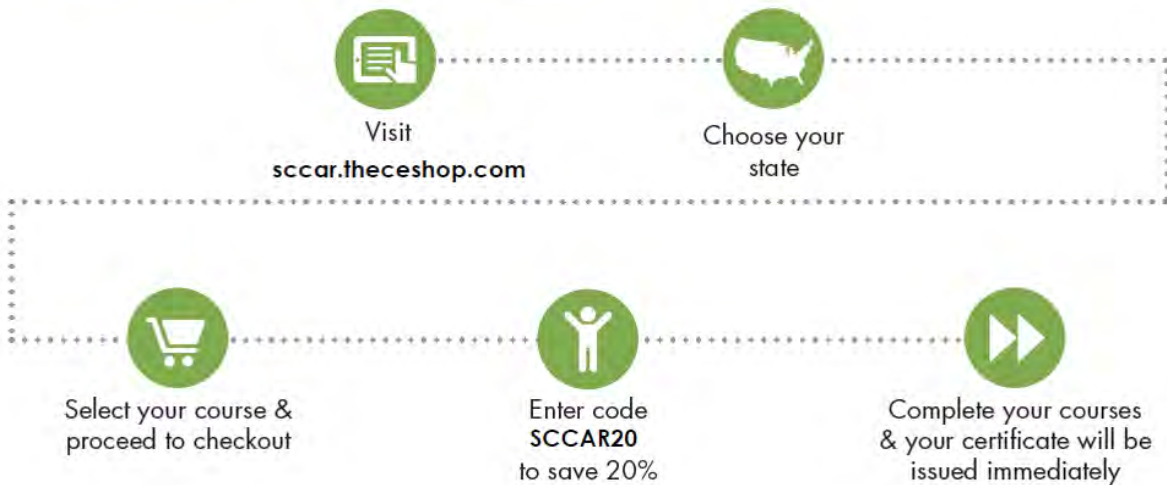 Visit
sccar.theceshop.com
Choose your
state
Select your course &
proceed to checkout
Enter code
SCCAR20
to save 20%
Complete your courses
& your certificate will be
issued immediately